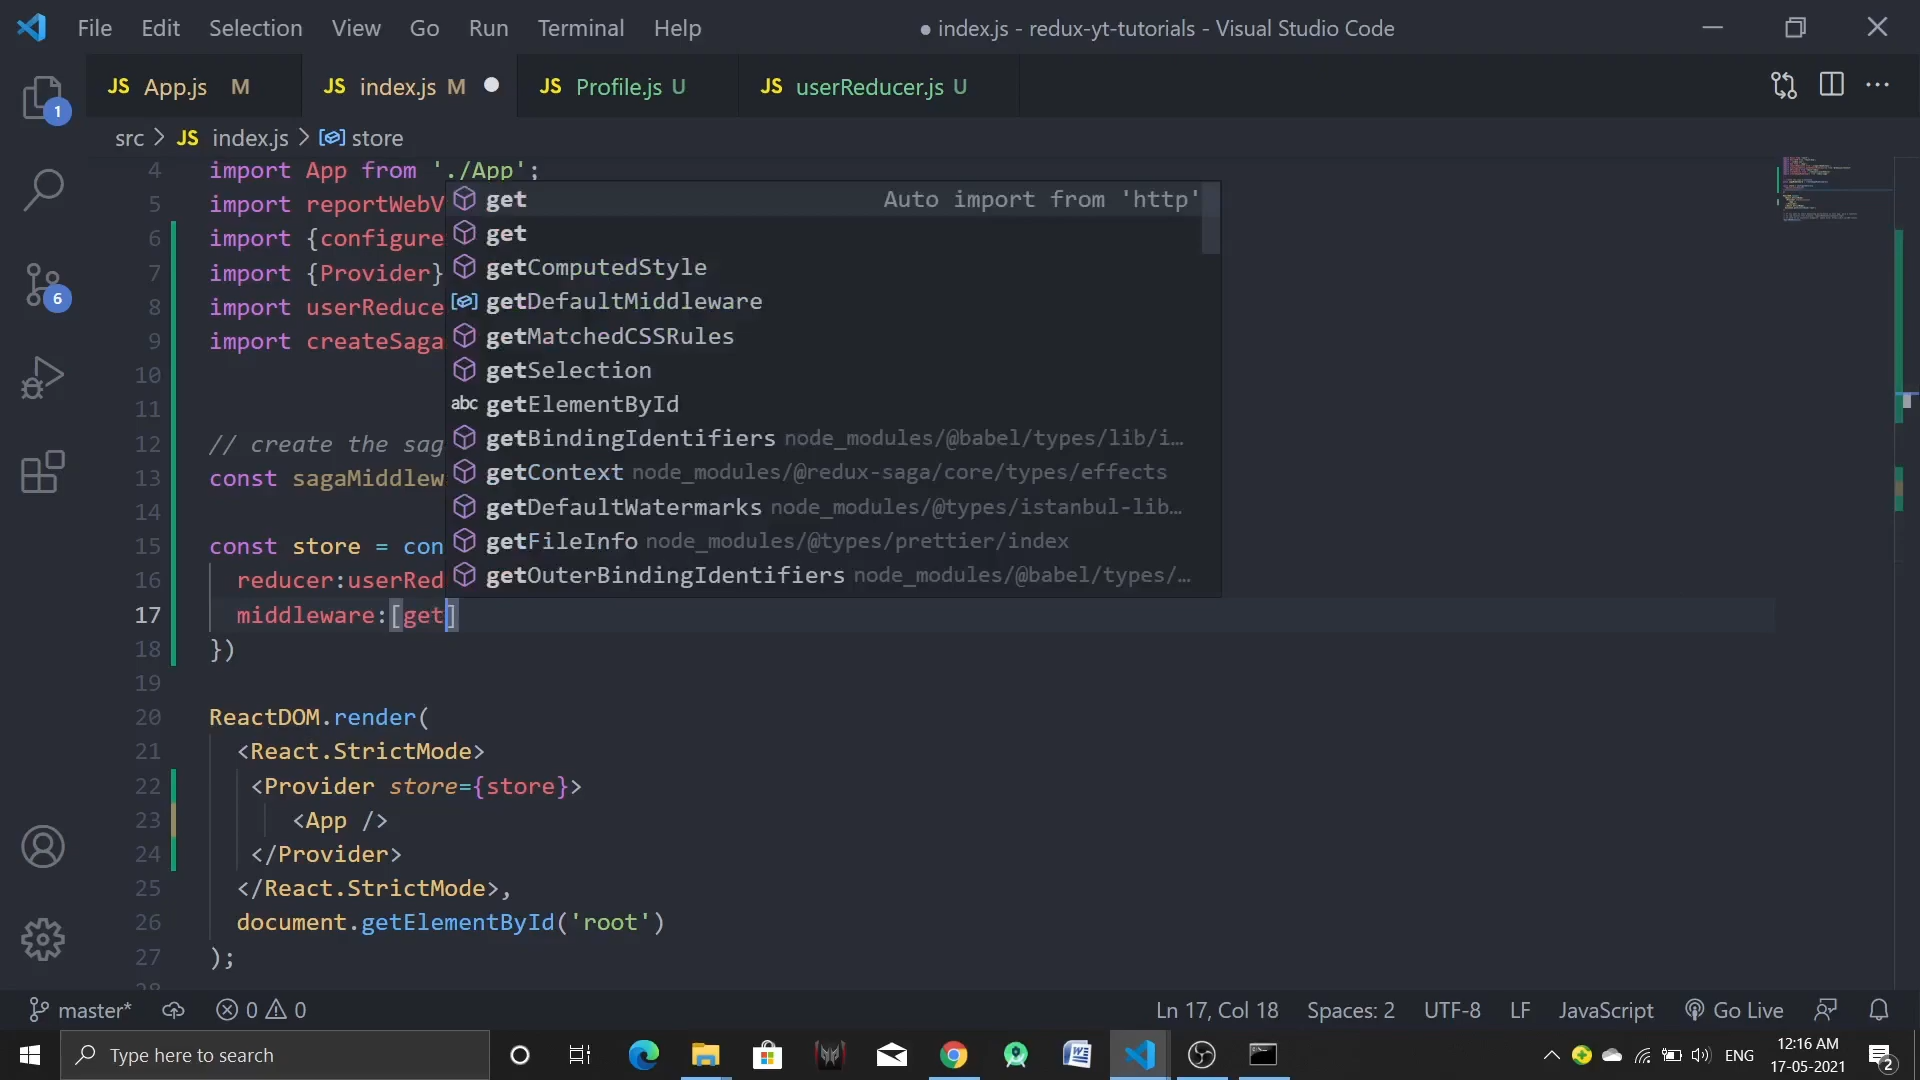 File Edit Selection View Go Run Terminal Help ● index.js - redux-yt-tutorials - Visual Studio Code
JS App.js M JS index.js M JS Profile.js U JS userReducer.js U
src > JS index.js > store
4 import App from './App';
5 import reportWebV
6 import {configure
7 import {Provider}
8 import userReduce
9 import createSaga
10
11
12 // create the sag
13 const sagaMiddlew
14
15 const store = con
16 reducer:userRed
17 middleware:[get]
18 })
19
20 ReactDOM.render(
21 <React.StrictMode>
22 <Provider store={store}>
23 <App />
24 </Provider>
25 </React.StrictMode>,
26 document.getElementById('root')
27 );
28
get Auto import from 'http'
get
getComputedStyle
getDefaultMiddleware
getMatchedCSSRules
getSelection
abc getElementById
getBindingIdentifiers node_modules/@babel/types/lib/i…
getContext node_modules/@redux-saga/core/types/effects
getDefaultWatermarks node_modules/@types/istanbul-lib…
getFileInfo node_modules/@types/prettier/index
getOuterBindingIdentifiers node_modules/@babel/types/…
1
6
master* 0 0 Ln 17, Col 18 Spaces: 2 UTF-8 LF JavaScript Go Live
Type here to search
ENG
12:16 AM
17-05-2021
2